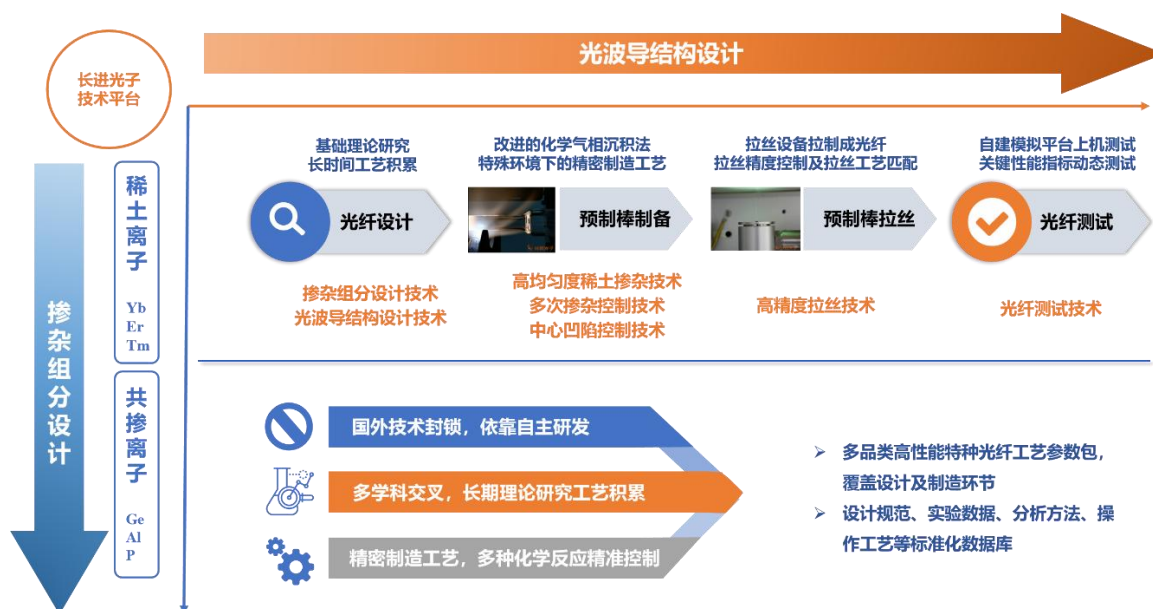 光波导结构设计
长进光子
技术平台
基础理论研究
长时间工艺积累
改进的化学气相沉积法
特殊环境下的精密制造工艺
拉丝设备拉制成光纤
拉丝精度控制及拉丝工艺匹配
自建模拟平台上机测试
关键性能指标动态测试
光纤设计
预制棒制备
预制棒拉丝
光纤测试
掺杂组分设计技术
光波导结构设计技术
高均匀度稀土掺杂技术
多次掺杂控制技术
中心凹陷控制技术
高精度拉丝技术
光纤测试技术
掺杂组分设计
稀土离子
Yb
Er
Tm
共掺离子
Ge
Al
P
国外技术封锁，依靠自主研发
多学科交叉，长期理论研究工艺积累
精密制造工艺，多种化学反应精准控制
➢ 多品类高性能特种光纤工艺参数包，
覆盖设计及制造环节
➢ 设计规范、实验数据、分析方法、操
作工艺等标准化数据库